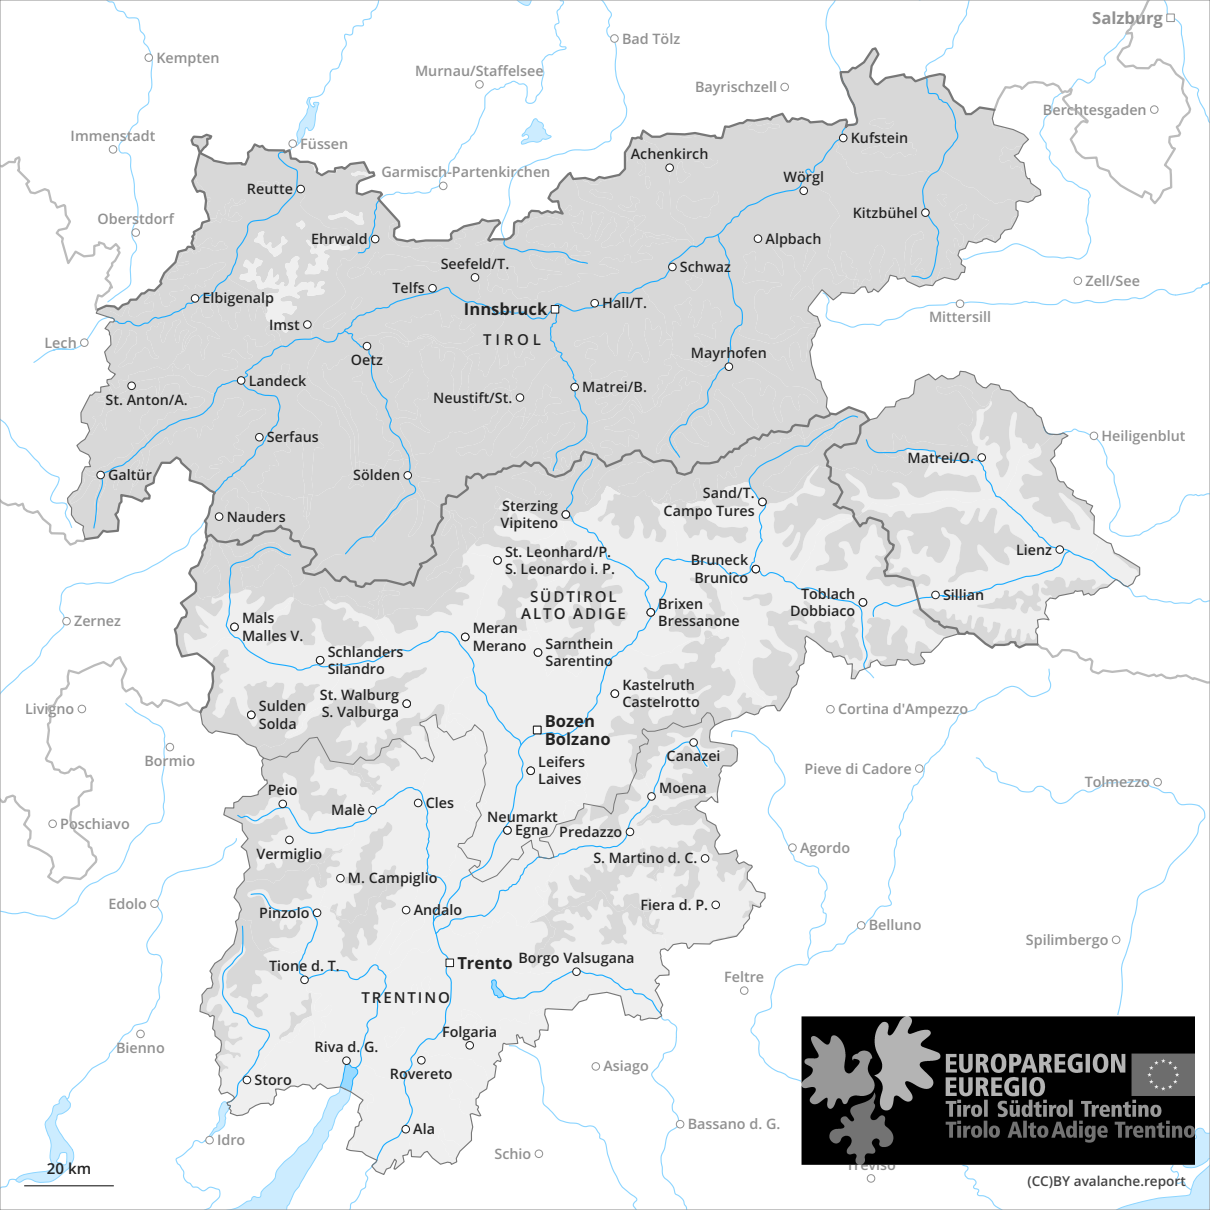 Salzburg
Bad Tölz
Kempten
Murnau/Staffelsee
Bayrischzell
Berchtesgaden
Immenstadt
Füssen
Kufstein
Achenkirch
Garmisch-Partenkirchen
Wörgl
Reutte
Oberstdorf
Kitzbühel
Ehrwald
Alpbach
Seefeld/T.
Schwaz
Zell/See
Telfs
Elbigenalp
Hall/T.
Innsbruck
Mittersill
Imst
TIROL
Lech
Oetz
Mayrhofen
Landeck
Matrei/B.
St. Anton/A.
Neustift/St.
Serfaus
Heiligenblut
Matrei/O.
Galtür
Sölden
Sand/T.
Campo Tures
Sterzing
Vipiteno
Nauders
St. Leonhard/P.
S. Leonardo i. P.
Lienz
Bruneck
Brunico
SÜDTIROL
ALTO ADIGE
Toblach
Dobbiaco
Sillian
Brixen
Bressanone
Zernez
Mals
Malles V.
Meran
Merano
Sarnthein
Sarentino
Schlanders
Silandro
Kastelruth
Castelrotto
St. Walburg
S. Valburga
Livigno
Sulden
Solda
Cortina d'Ampezzo
Bozen
Bolzano
Bormio
Canazei
Leifers
Laives
Pieve di Cadore
Tolmezzo
Peio
Moena
Malè
Cles
Neumarkt
Egna
Predazzo
Poschiavo
Vermiglio
Agordo
S. Martino d. C.
M. Campiglio
Edolo
Pinzolo
Andalo
Fiera d. P.
Belluno
Spilimbergo
Tione d. T.
Trento
Borgo Valsugana
Feltre
TRENTINO
Folgaria
Bienno
Riva d. G.
Asiago
Rovereto
Storo
EUROPAREGION
EUREGIO
Tirol Südtirol Trentino
Tirolo Alto Adige Trentino
Idro
Ala
Bassano d. G.
Schio
Treviso
20 km
(CC)BY avalanche.report